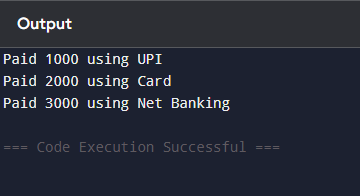 Output
Paid 1000 using UPI
Paid 2000 using Card
Paid 3000 using Net Banking
=== Code Execution Successful ===